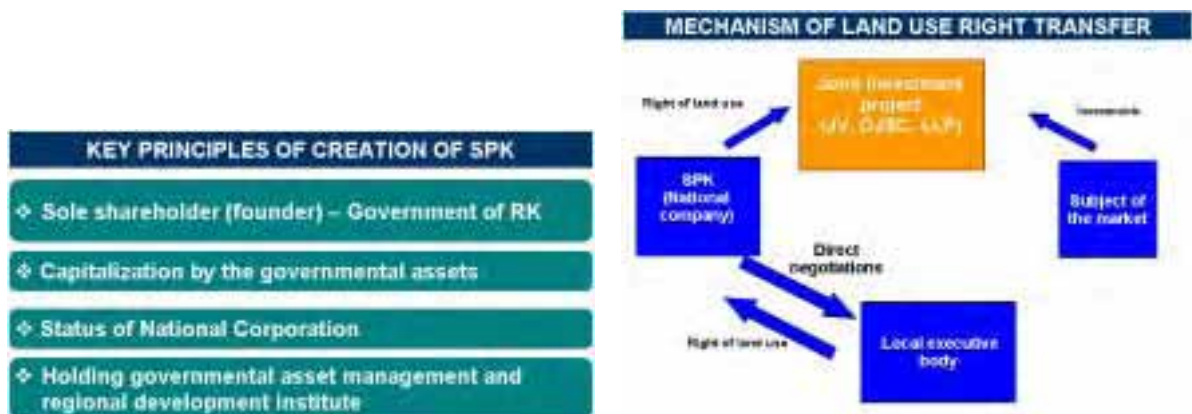 KEY PRINCIPLES OF CREATION OF SPK
❖ Sole shareholder (founder) – Government of RK
❖ Capitalization by the governmental assets
❖ Status of National Corporation
❖ Holding governmental asset management and
regional development institute
MECHANISM OF LAND USE RIGHT TRANSFER
Right of land use
Joint investment
project
(JV, OJSC, LLP)
SPK
(National
company)
Subject of
the market
Direct
negotiations
Right of land use
Local executive
body